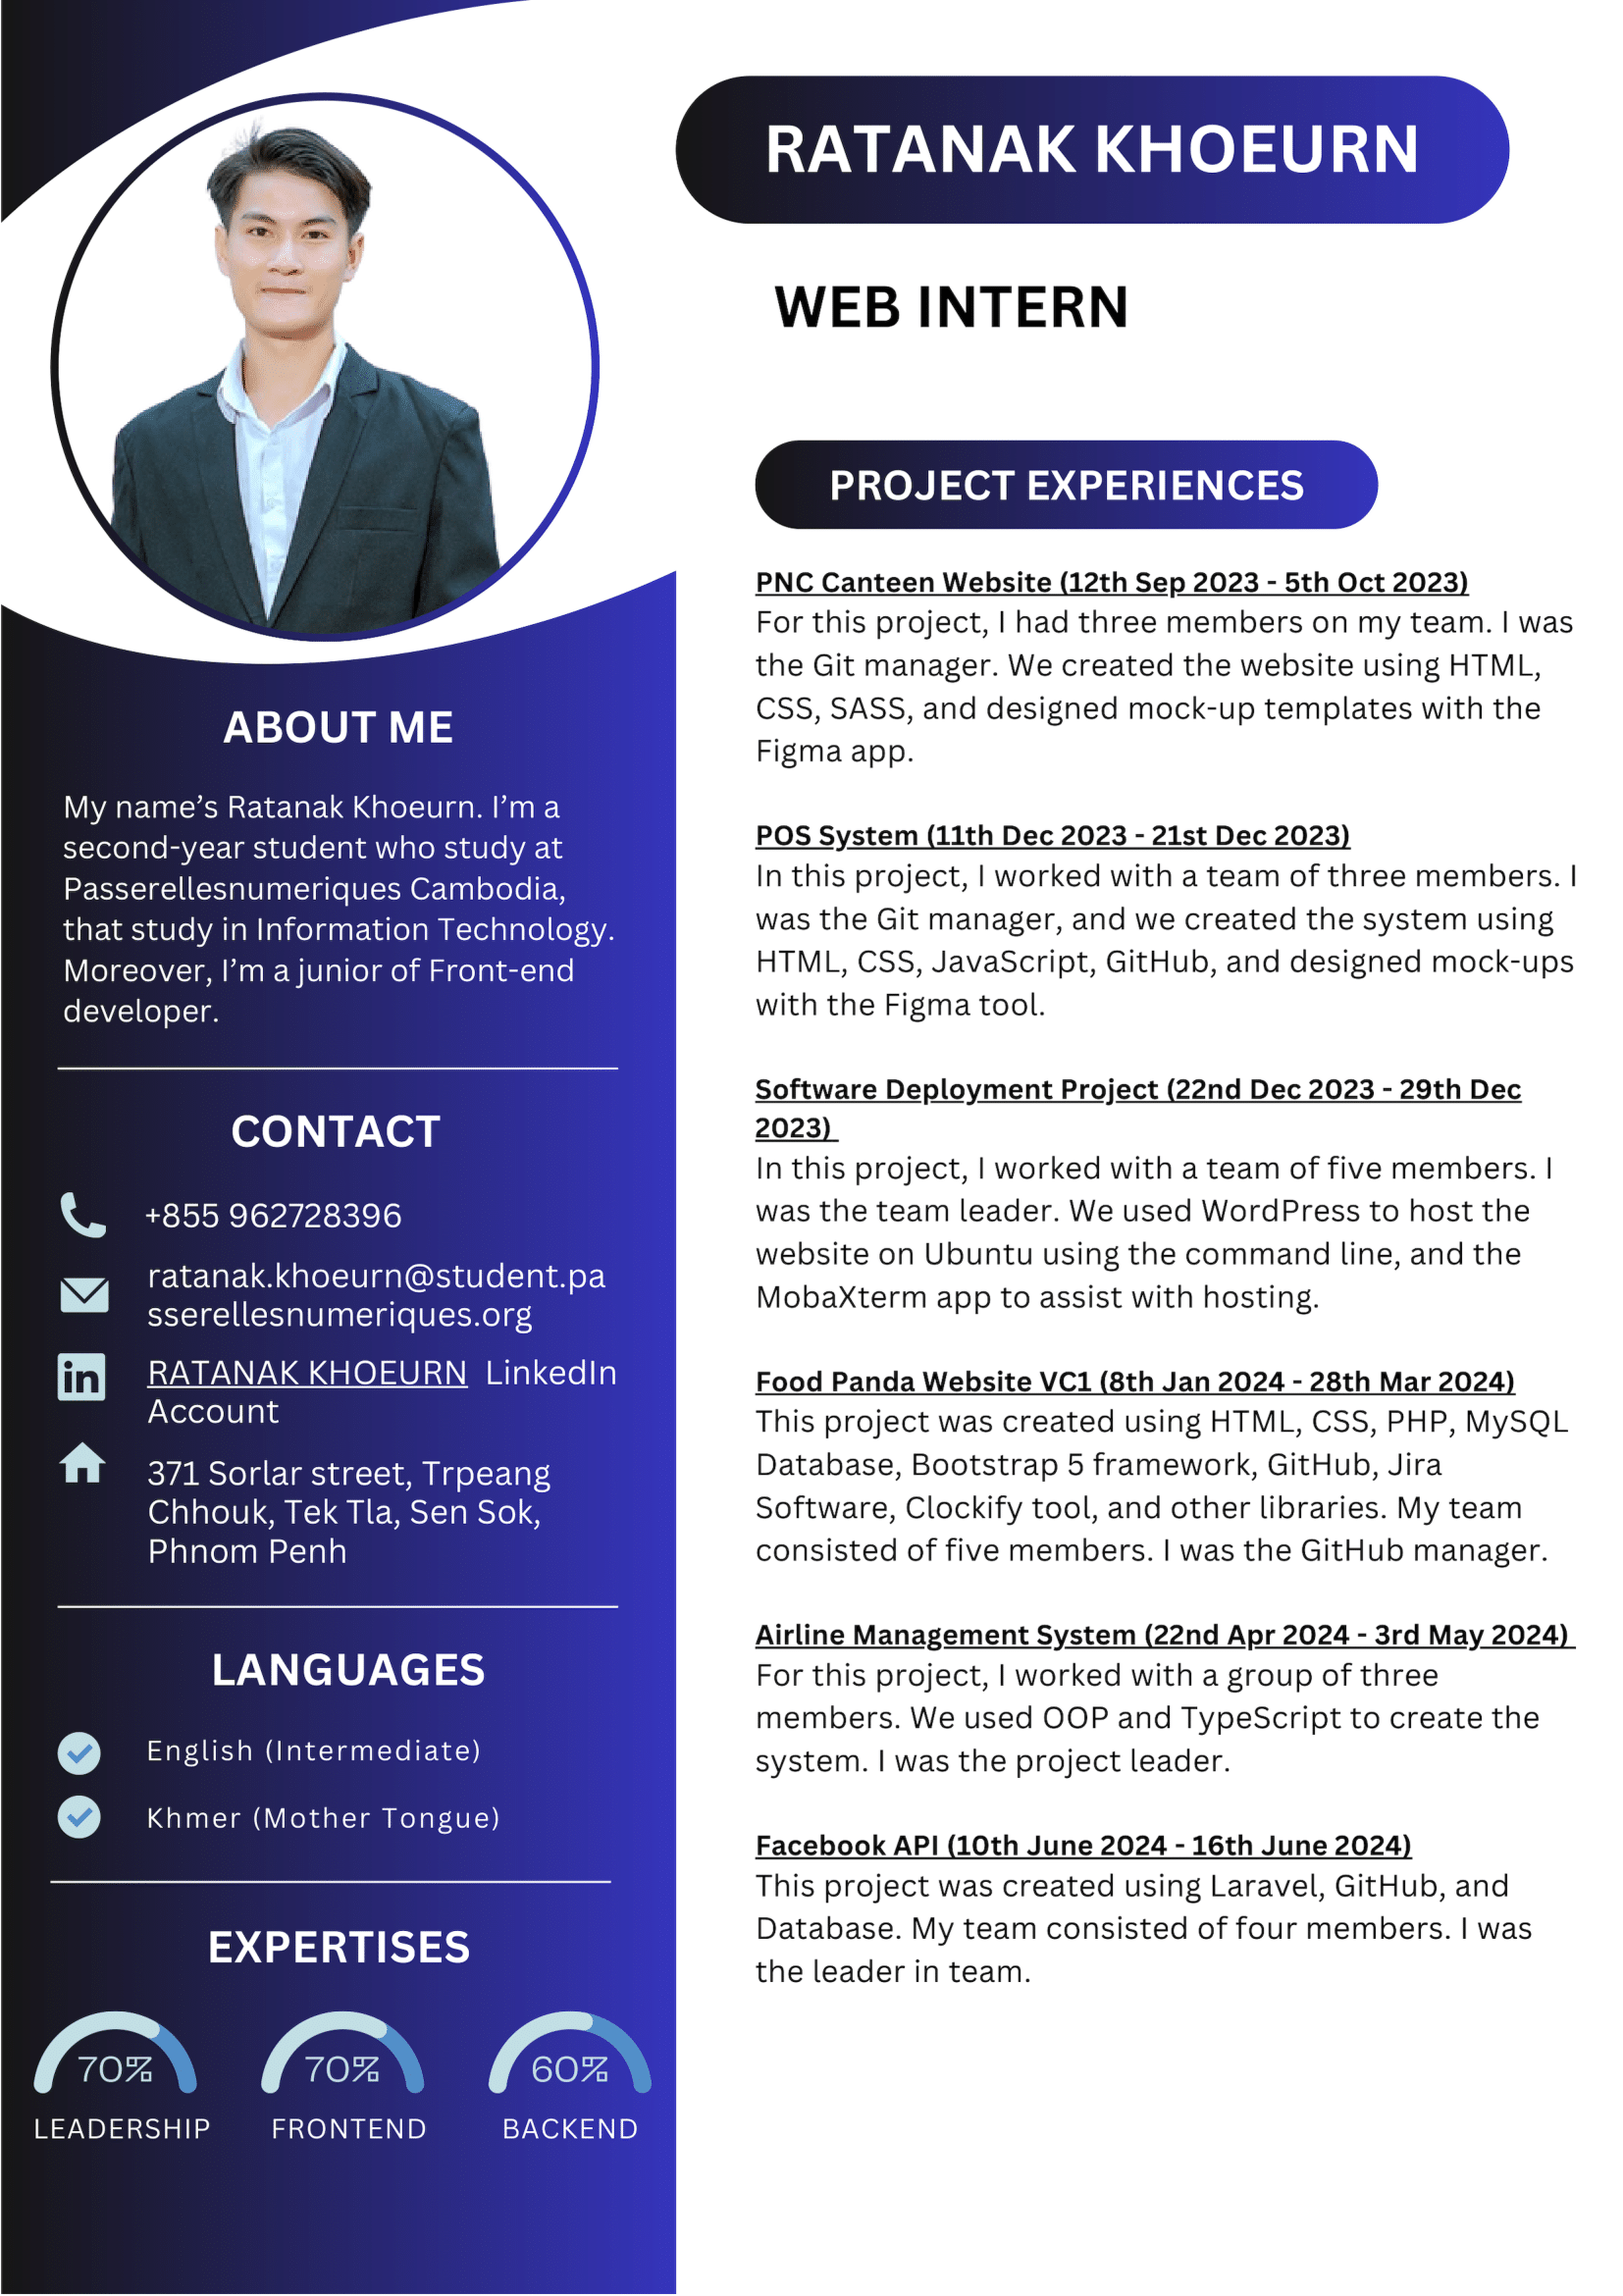 RATANAK KHOEURN
WEB INTERN
ABOUT ME
My name’s Ratanak Khoeurn. I’m a
second-year student who study at
Passerellesnumeriques Cambodia,
that study in Information Technology.
Moreover, I’m a junior of Front-end
developer.
CONTACT
+855 962728396
ratanak.khoeurn@student.pa
sserellesnumeriques.org
in
RATANAK KHOEURN LinkedIn
Account
371 Sorlar street, Trpeang
Chhouk, Tek Tla, Sen Sok,
Phnom Penh
LANGUAGES
English (Intermediate)
Khmer (Mother Tongue)
EXPERTISES
70% 70% 60%
LEADERSHIP FRONTEND BACKEND
PROJECT EXPERIENCES
PNC Canteen Website (12th Sep 2023 - 5th Oct 2023)
For this project, I had three members on my team. I was
the Git manager. We created the website using HTML,
CSS, SASS, and designed mock-up templates with the
Figma app.
POS System (11th Dec 2023 - 21st Dec 2023)
In this project, I worked with a team of three members. I
was the Git manager, and we created the system using
HTML, CSS, JavaScript, GitHub, and designed mock-ups
with the Figma tool.
Software Deployment Project (22nd Dec 2023 - 29th Dec
2023)
In this project, I worked with a team of five members. I
was the team leader. We used WordPress to host the
website on Ubuntu using the command line, and the
MobaXterm app to assist with hosting.
Food Panda Website VC1 (8th Jan 2024 - 28th Mar 2024)
This project was created using HTML, CSS, PHP, MySQL
Database, Bootstrap 5 framework, GitHub, Jira
Software, Clockify tool, and other libraries. My team
consisted of five members. I was the GitHub manager.
Airline Management System (22nd Apr 2024 - 3rd May 2024)
For this project, I worked with a group of three
members. We used OOP and TypeScript to create the
system. I was the project leader.
Facebook API (10th June 2024 - 16th June 2024)
This project was created using Laravel, GitHub, and
Database. My team consisted of four members. I was
the leader in team.